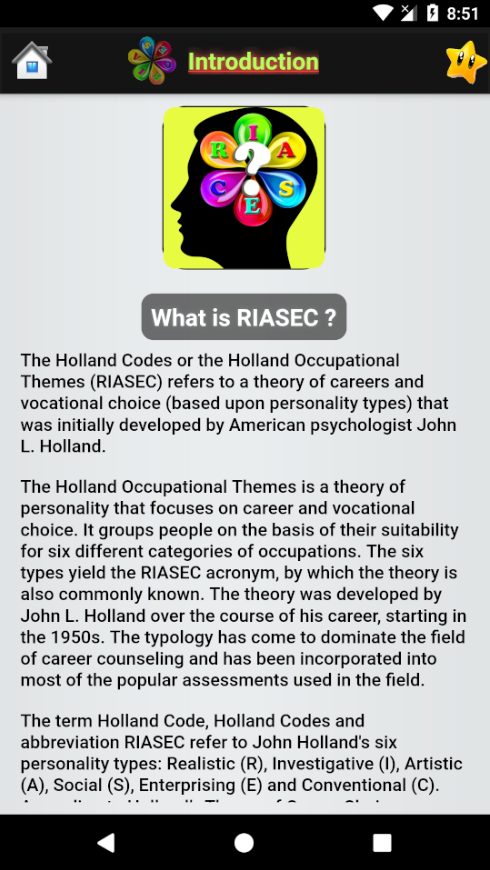 8:51
Introduction
I
R A
C S
E
What is RIASEC ?
The Holland Codes or the Holland Occupational
Themes (RIASEC) refers to a theory of careers and
vocational choice (based upon personality types) that
was initially developed by American psychologist John
L. Holland.
The Holland Occupational Themes is a theory of
personality that focuses on career and vocational
choice. It groups people on the basis of their suitability
for six different categories of occupations. The six
types yield the RIASEC acronym, by which the theory is
also commonly known. The theory was developed by
John L. Holland over the course of his career, starting in
the 1950s. The typology has come to dominate the field
of career counseling and has been incorporated into
most of the popular assessments used in the field.
The term Holland Code, Holland Codes and
abbreviation RIASEC refer to John Holland's six
personality types: Realistic (R), Investigative (I), Artistic
(A), Social (S), Enterprising (E) and Conventional (C).